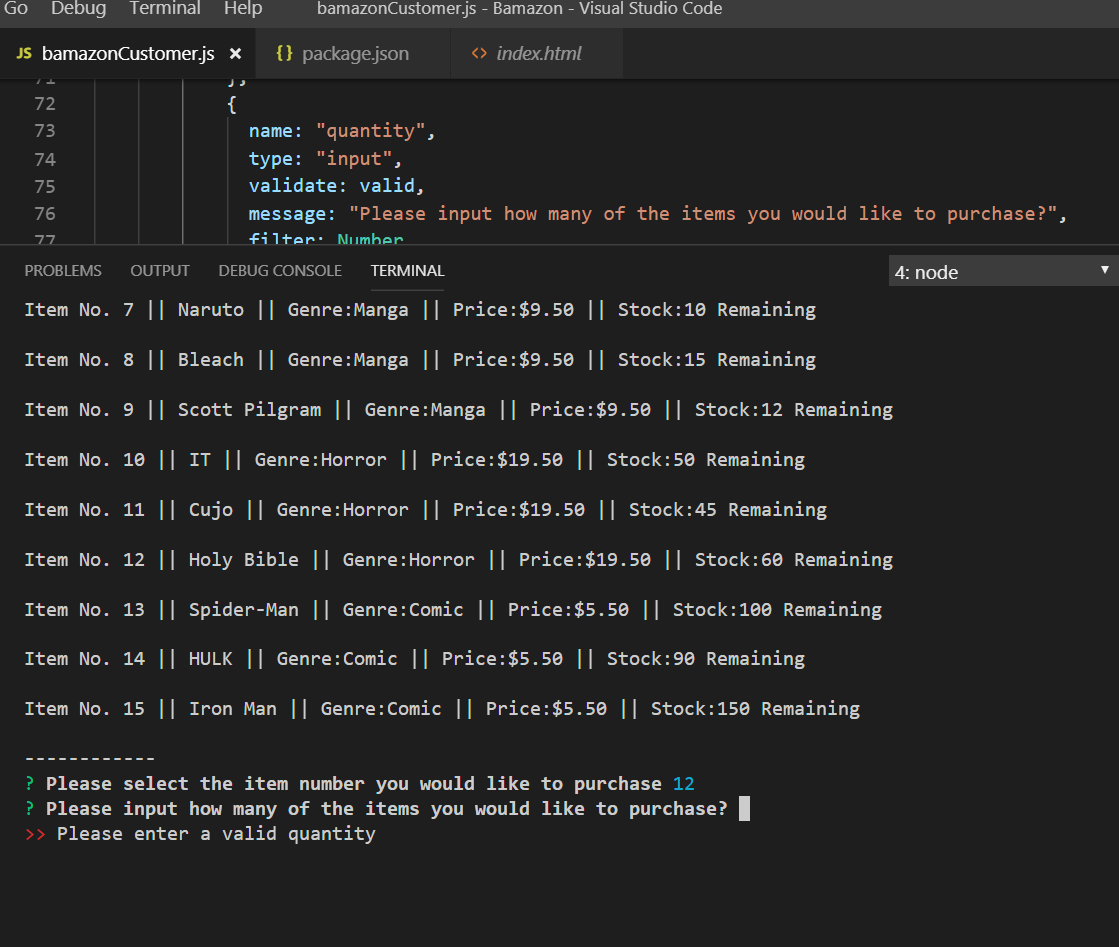 Go Debug Terminal Help bamazonCustomer.js - Bamazon - Visual Studio Code
JS bamazonCustomer.js × {} package.json <> index.html
71 },
72 {
73 name: "quantity",
74 type: "input",
75 validate: valid,
76 message: "Please input how many of the items you would like to purchase?",
77 filter: Number
PROBLEMS OUTPUT DEBUG CONSOLE TERMINAL 4: node
Item No. 7 || Naruto || Genre:Manga || Price:$9.50 || Stock:10 Remaining
Item No. 8 || Bleach || Genre:Manga || Price:$9.50 || Stock:15 Remaining
Item No. 9 || Scott Pilgram || Genre:Manga || Price:$9.50 || Stock:12 Remaining
Item No. 10 || IT || Genre:Horror || Price:$19.50 || Stock:50 Remaining
Item No. 11 || Cujo || Genre:Horror || Price:$19.50 || Stock:45 Remaining
Item No. 12 || Holy Bible || Genre:Horror || Price:$19.50 || Stock:60 Remaining
Item No. 13 || Spider-Man || Genre:Comic || Price:$5.50 || Stock:100 Remaining
Item No. 14 || HULK || Genre:Comic || Price:$5.50 || Stock:90 Remaining
Item No. 15 || Iron Man || Genre:Comic || Price:$5.50 || Stock:150 Remaining
------------
? Please select the item number you would like to purchase 12
? Please input how many of the items you would like to purchase?
>> Please enter a valid quantity